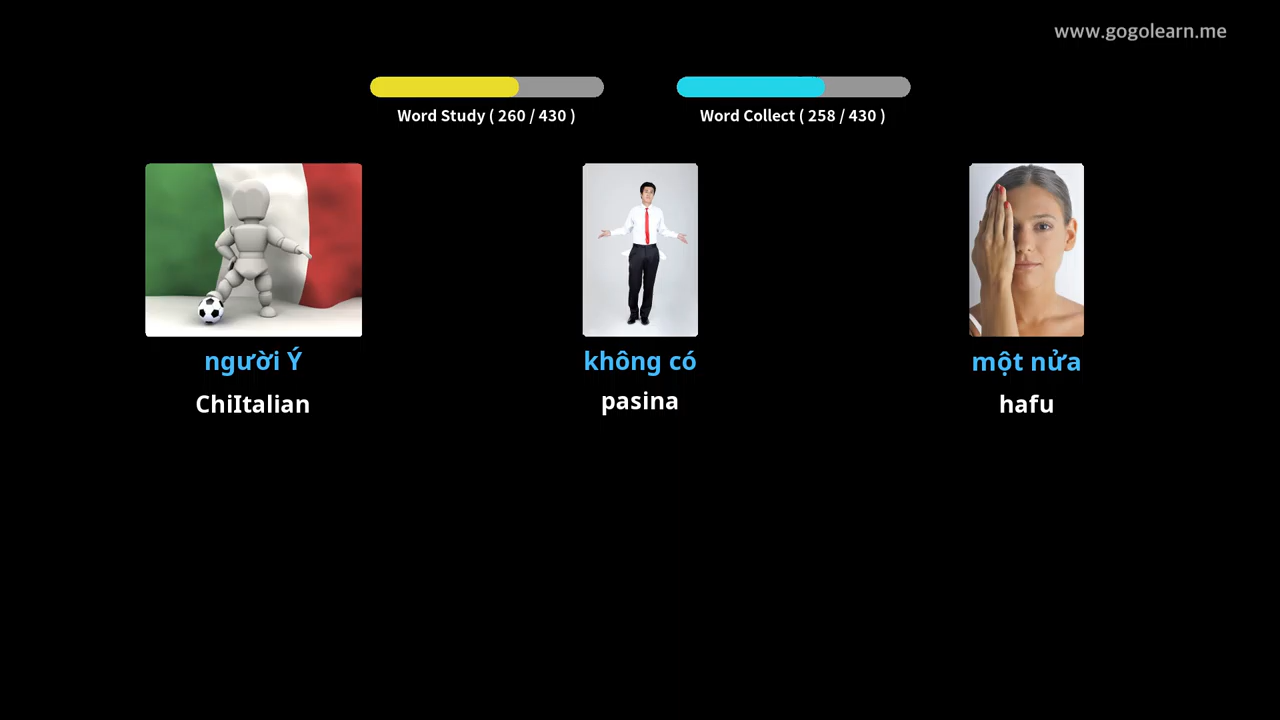 www.gogolearn.me
Word Study ( 260 / 430 )
Word Collect ( 258 / 430 )
người Ý
không có
một nửa
ChiItalian
pasina
hafu